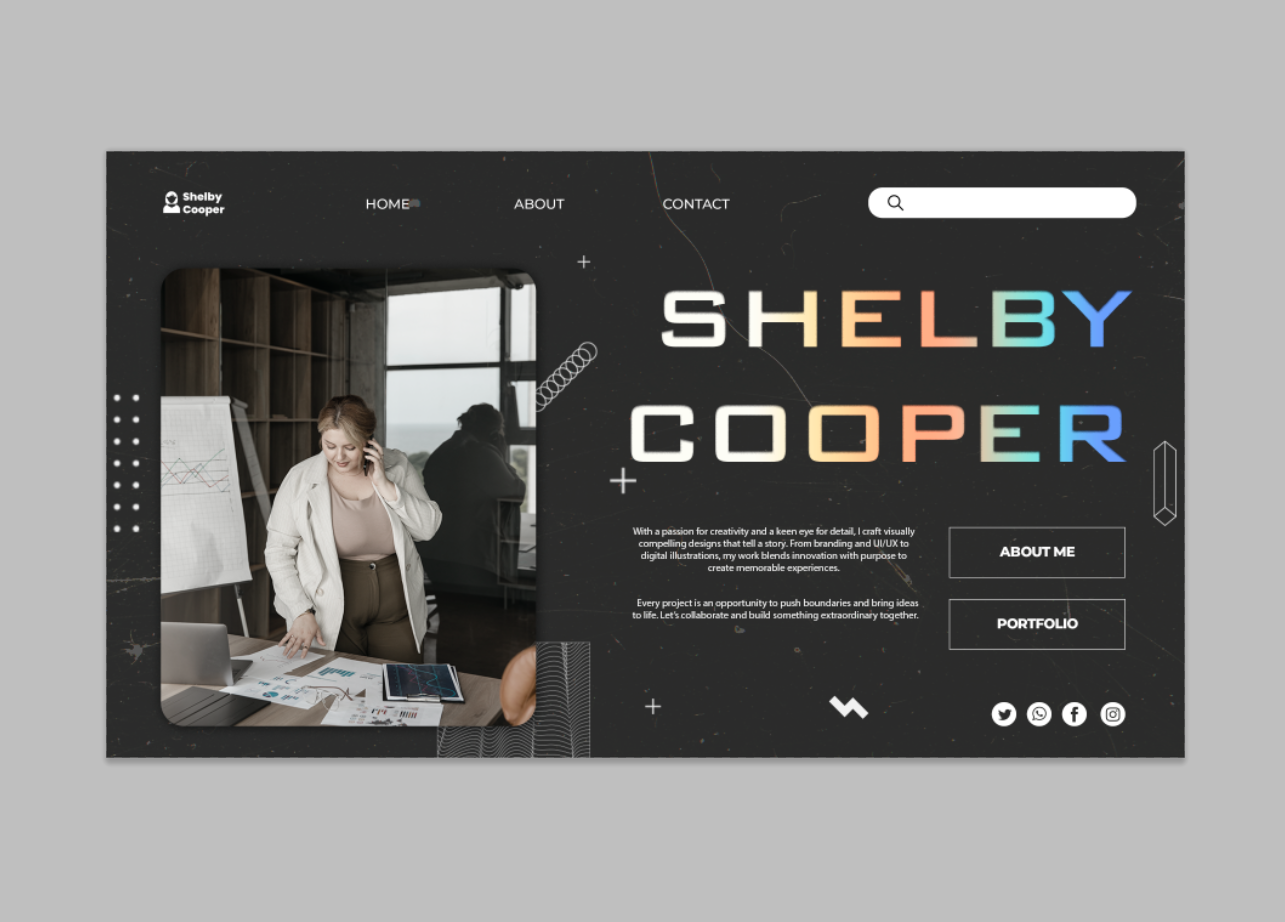 Shelby
Cooper
HOME
ABOUT
CONTACT
SHELBY
COOPER
With a passion for creativity and a keen eye for detail, I craft visually
compelling designs that tell a story. From branding and UI/UX to
digital illustrations, my work blends innovation with purpose to
create memorable experiences.
Every project is an opportunity to push boundaries and bring ideas
to life. Let's collaborate and build something extraordinary together.
ABOUT ME
PORTFOLIO